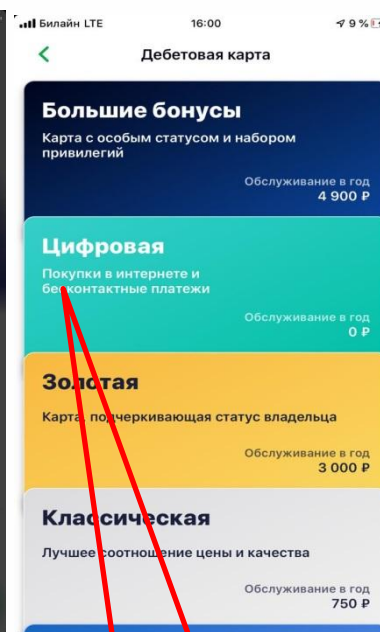 Билайн LTE 16:00 9 %
Дебетовая карта
Большие бонусы
Карта с особым статусом и набором
привилегий
Обслуживание в год
4 900 ₽
Цифровая
Покупки в интернете и
бесконтактные платежи
Обслуживание в год
0 ₽
Золотая
Карта, подчеркивающая статус владельца
Обслуживание в год
3 000 ₽
Классическая
Лучшее соотношение цены и качества
Обслуживание в год
750 ₽